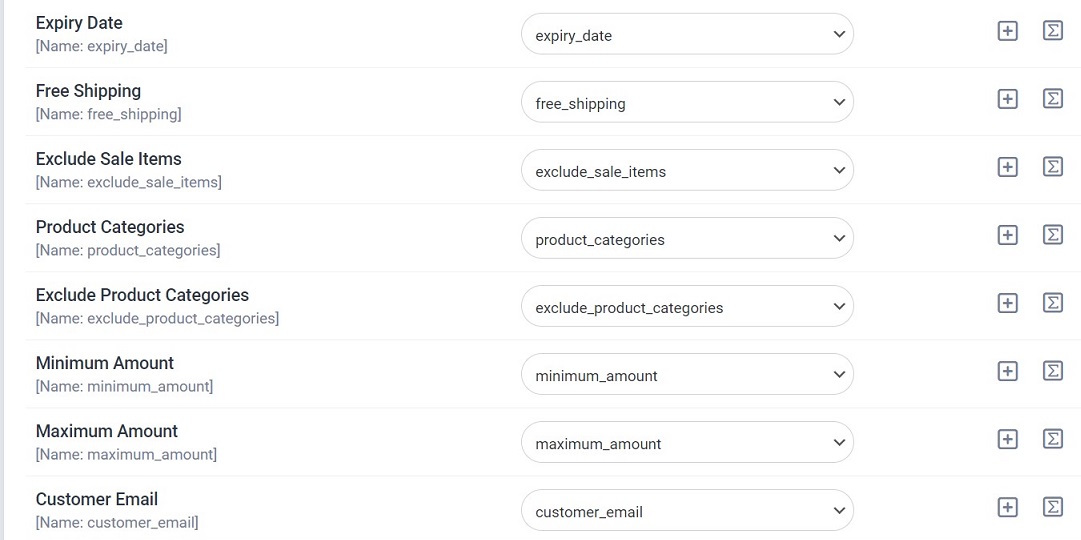 Expiry Date
[Name: expiry_date]
expiry_date
Free Shipping
[Name: free_shipping]
free_shipping
Exclude Sale Items
[Name: exclude_sale_items]
exclude_sale_items
Product Categories
[Name: product_categories]
product_categories
Exclude Product Categories
[Name: exclude_product_categories]
exclude_product_categories
Minimum Amount
[Name: minimum_amount]
minimum_amount
Maximum Amount
[Name: maximum_amount]
maximum_amount
Customer Email
[Name: customer_email]
customer_email